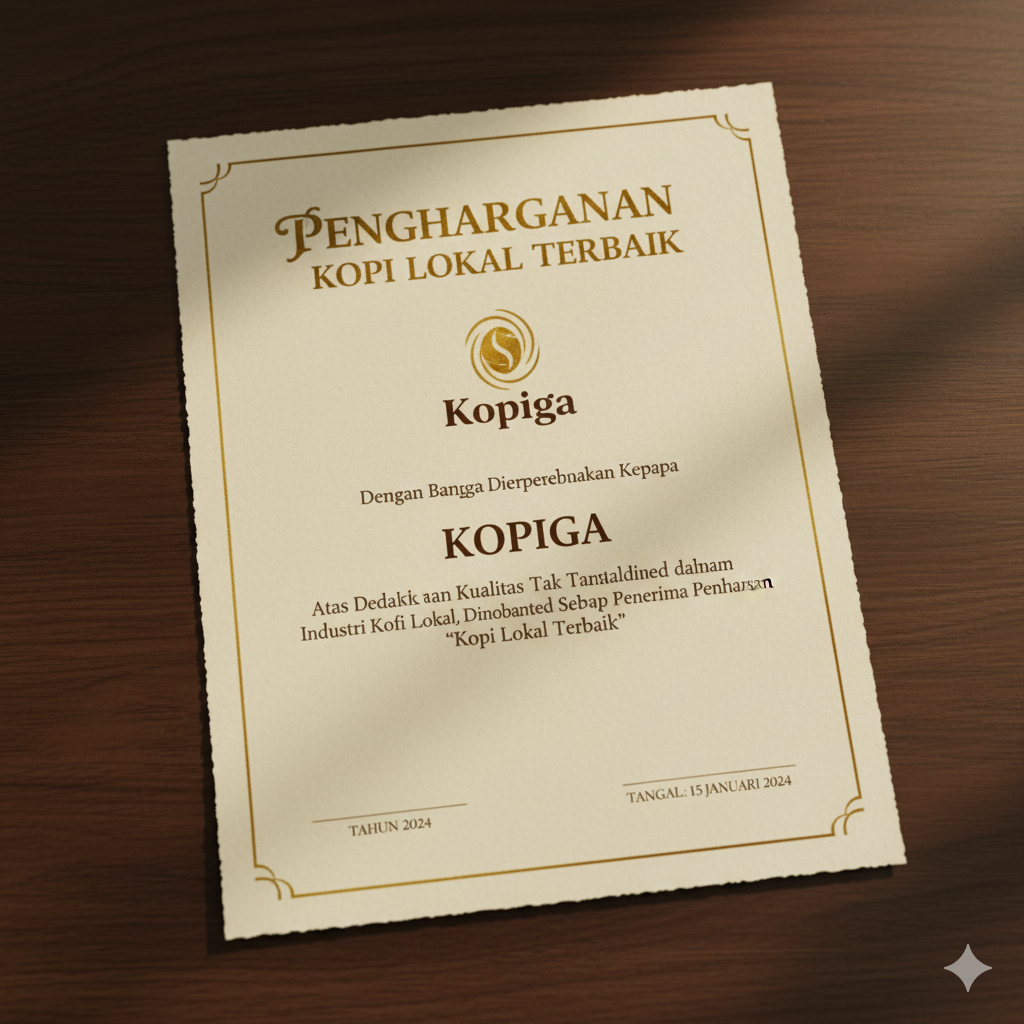 PENGHARGANAN
KOPI LOKAL TERBAIK
Kopiga
Dengan Bangga Dierperebnakan Kepapa
KOPIGA
Atas Dedakk aan Kualitas Tak Tantaldined dalnam
Industri Kofi Lokal, Dinobanted Sebap Penerima Penharsan
“Kopi Lokal Terbaik”
TAHUN 2024
TANGAL: 15 JANUARI 2024